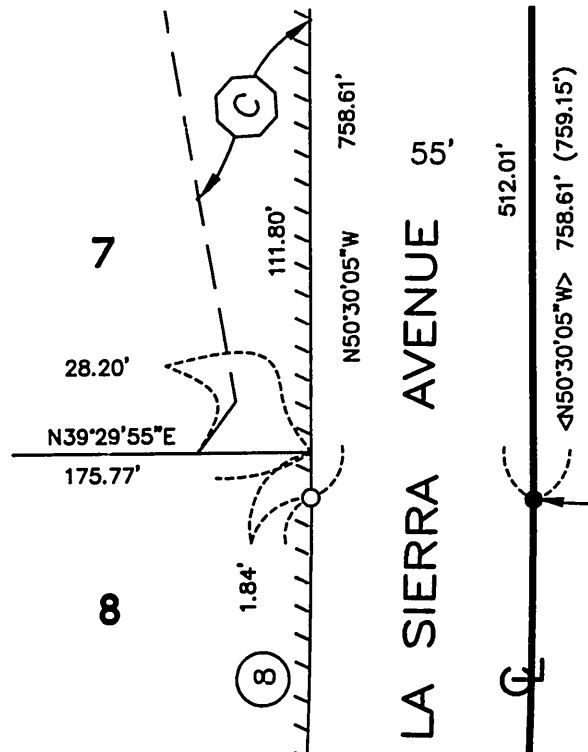 7
C
28.20'
N39°29'55"E
175.77'
8
1.84'
8
111.80'
758.61'
N50°30'05"W
55'
LA SIERRA AVENUE
512.01'
<N50°30'05"W> 758.61' (759.15')
℄